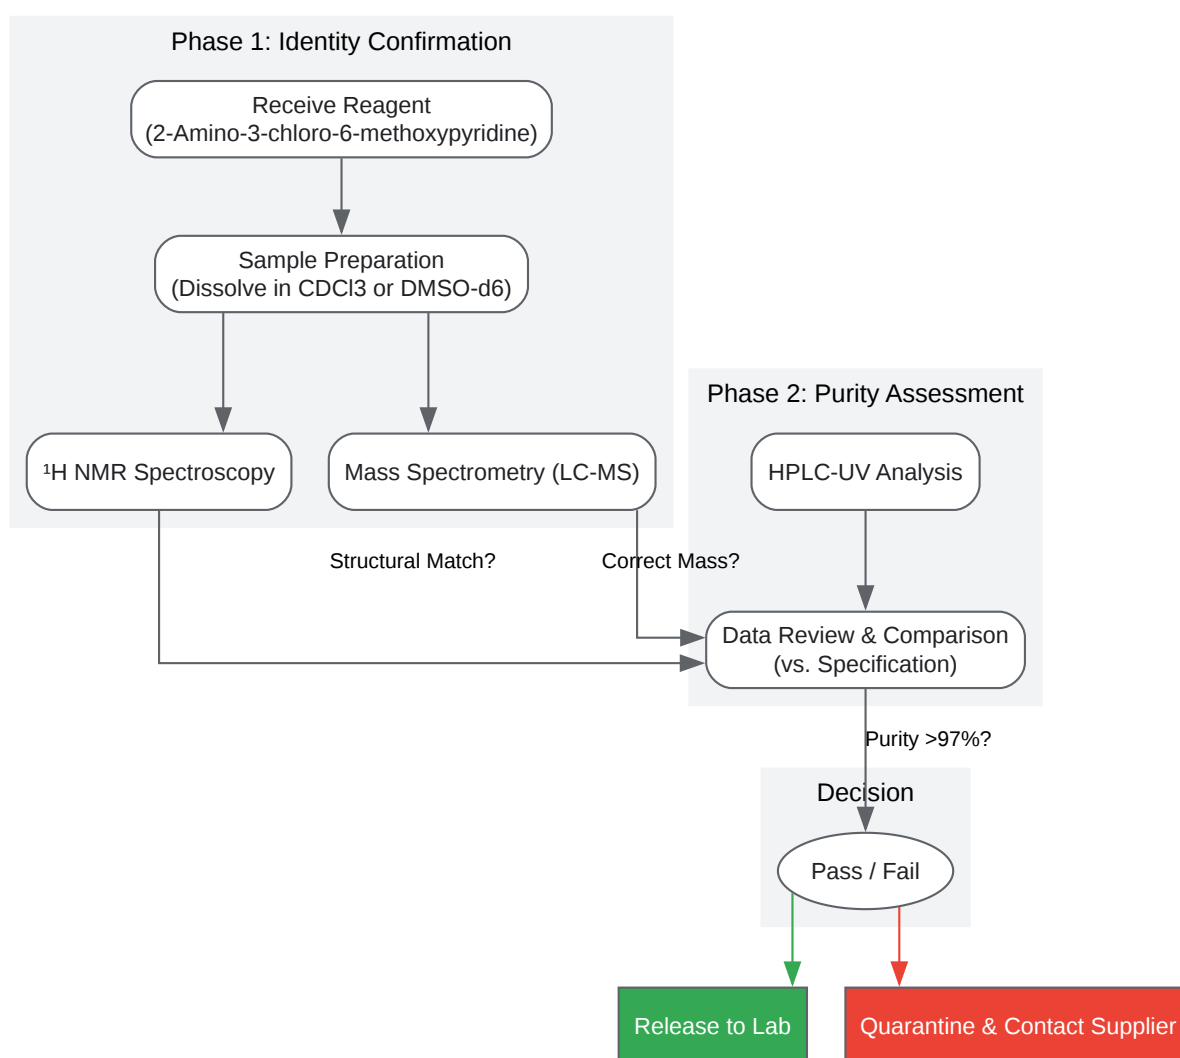 Phase 1: Identity Confirmation
Receive Reagent
(2-Amino-3-chloro-6-methoxypyridine)
Sample Preparation
(Dissolve in CDCl3 or DMSO-d6)
Phase 2: Purity Assessment
¹H NMR Spectroscopy
Mass Spectrometry (LC-MS)
HPLC-UV Analysis
Structural Match?
Correct Mass?
Data Review & Comparison
(vs. Specification)
Purity >97%?
Decision
Pass / Fail
Release to Lab
Quarantine & Contact Supplier